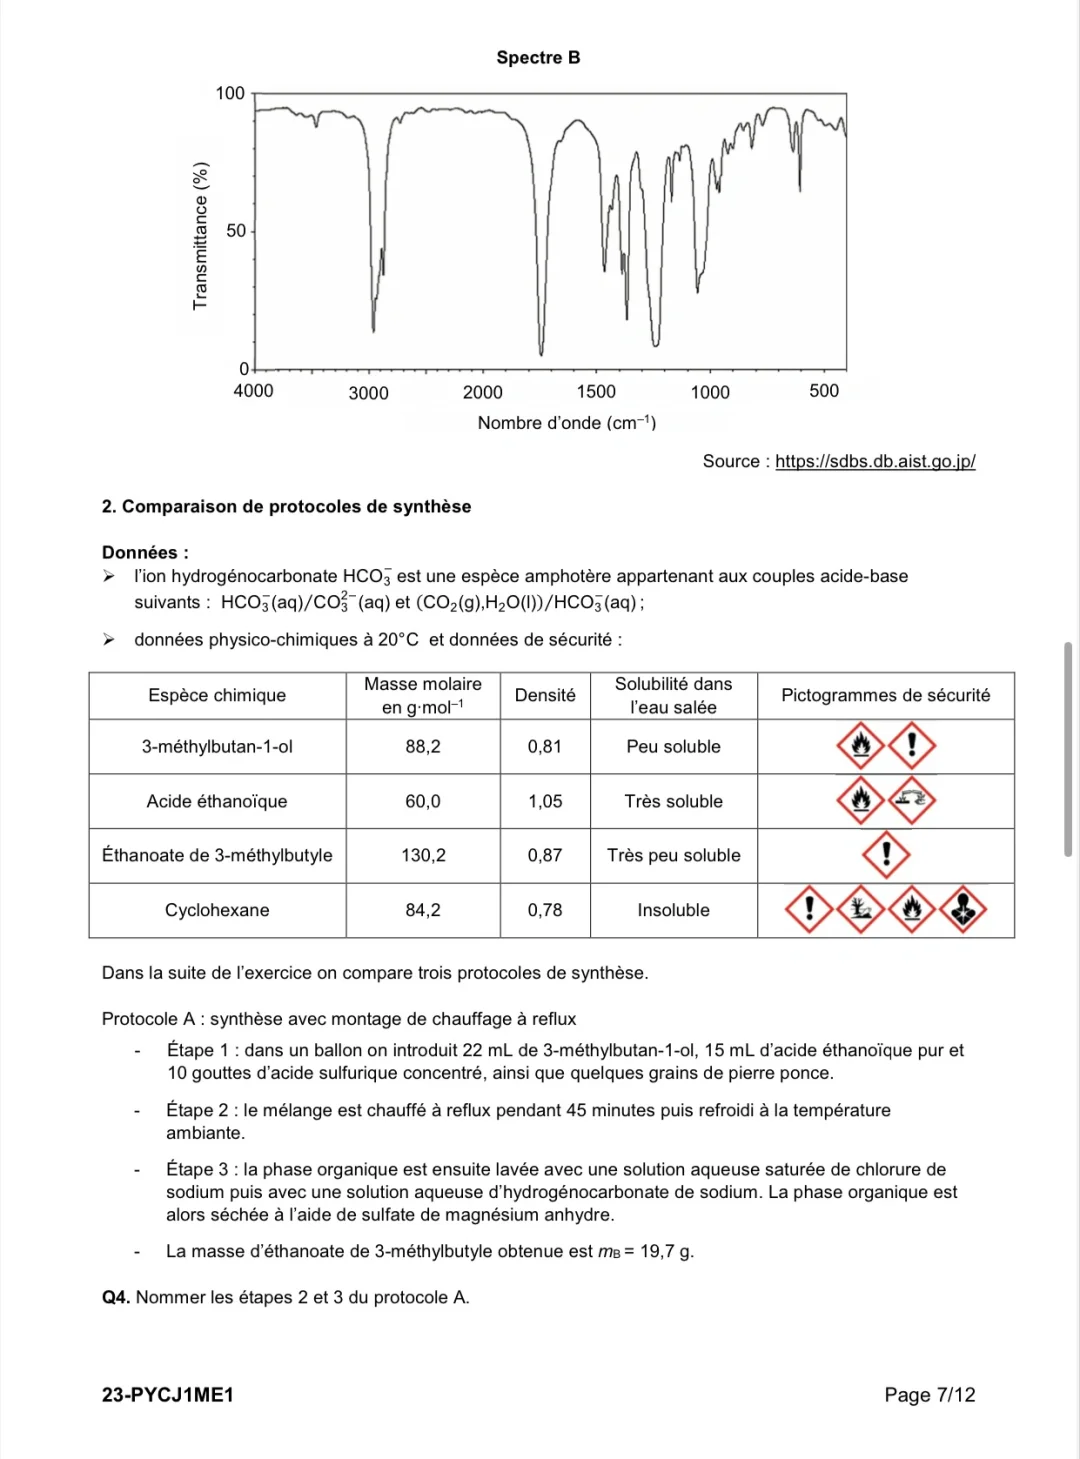 Spectre B
100
50
0
Transmittance (%)
4000 3000 2000 1500 1000 500
Nombre d’onde (cm⁻¹)
Source : https://sdbs.db.aist.go.jp/
2. Comparaison de protocoles de synthèse
Données :
➢ l’ion hydrogénocarbonate HCO₃⁻ est une espèce amphotère appartenant aux couples acide-base
suivants : HCO₃⁻(aq)/CO₃²⁻(aq) et (CO₂(g),H₂O(l))/HCO₃⁻(aq) ;
➢ données physico-chimiques à 20°C et données de sécurité :
Espèce chimique | Masse molaire en g·mol⁻¹ | Densité | Solubilité dans l’eau salée | Pictogrammes de sécurité
3-méthylbutan-1-ol | 88,2 | 0,81 | Peu soluble
Acide éthanoïque | 60,0 | 1,05 | Très soluble
Éthanoate de 3-méthylbutyle | 130,2 | 0,87 | Très peu soluble
Cyclohexane | 84,2 | 0,78 | Insoluble
Dans la suite de l’exercice on compare trois protocoles de synthèse.
Protocole A : synthèse avec montage de chauffage à reflux
- Étape 1 : dans un ballon on introduit 22 mL de 3-méthylbutan-1-ol, 15 mL d’acide éthanoïque pur et
10 gouttes d’acide sulfurique concentré, ainsi que quelques grains de pierre ponce.
- Étape 2 : le mélange est chauffé à reflux pendant 45 minutes puis refroidi à la température
ambiante.
- Étape 3 : la phase organique est ensuite lavée avec une solution aqueuse saturée de chlorure de
sodium puis avec une solution aqueuse d’hydrogénocarbonate de sodium. La phase organique est
alors séchée à l’aide de sulfate de magnésium anhydre.
- La masse d’éthanoate de 3-méthylbutyle obtenue est mB = 19,7 g.
Q4. Nommer les étapes 2 et 3 du protocole A.
23-PYCJ1ME1
Page 7/12